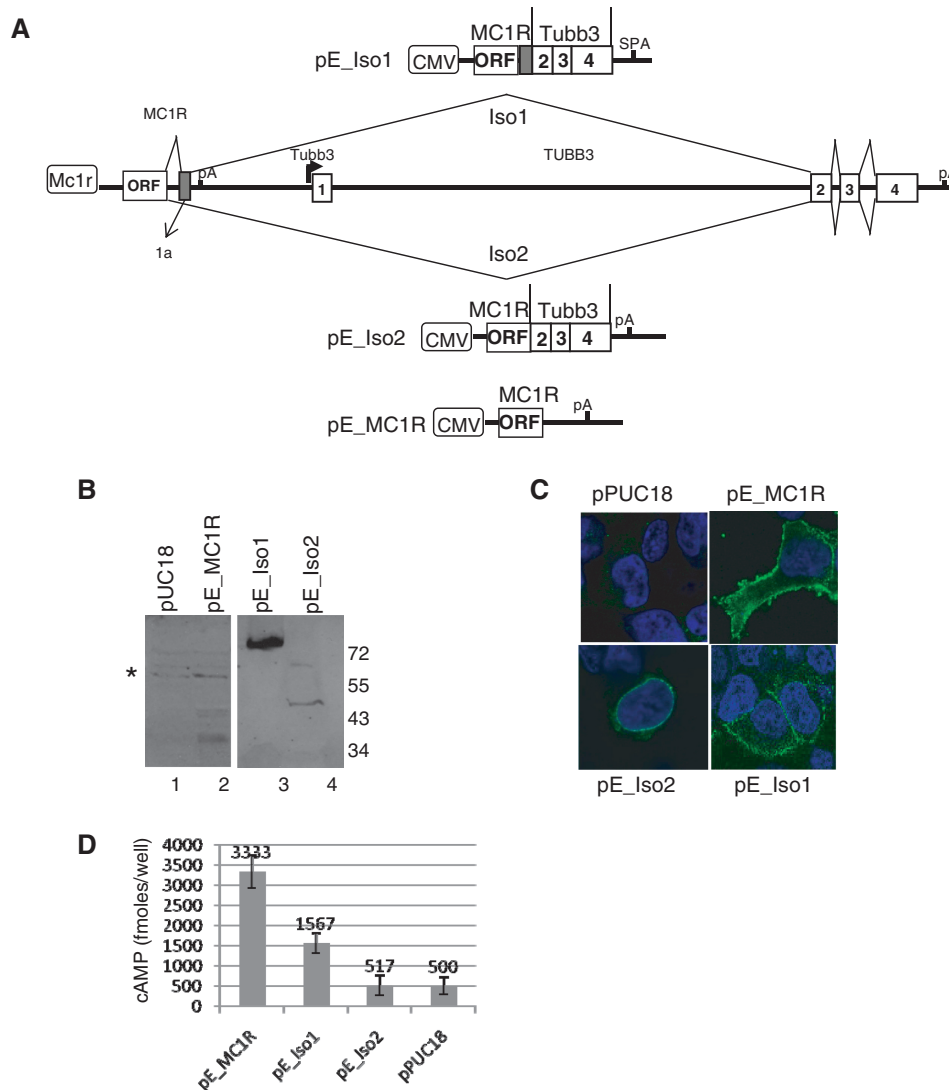 A
MC1R Tubb3
pE_Iso1 CMV ORF 2 3 4 SPA
MC1R
Iso1
Mc1r ORF pA Tubb3 1 TUBB3 2 3 4 pA
1a
Iso2
MC1R Tubb3
pE_Iso2 CMV ORF 2 3 4 pA
MC1R
pE_MC1R CMV ORF pA
B
pUC18 pE_MC1R pE_Iso1 pE_Iso2
72
*
55
43
34
1 2 3 4
C
pPUC18 pE_MC1R
pE_Iso2 pE_Iso1
D
cAMP (fmoles/well)
4000
3500
3000
2500
2000
1500
1000
500
0
3333
1567
517
500
pE_MC1R pE_Iso1 pE_Iso2 pPUC18